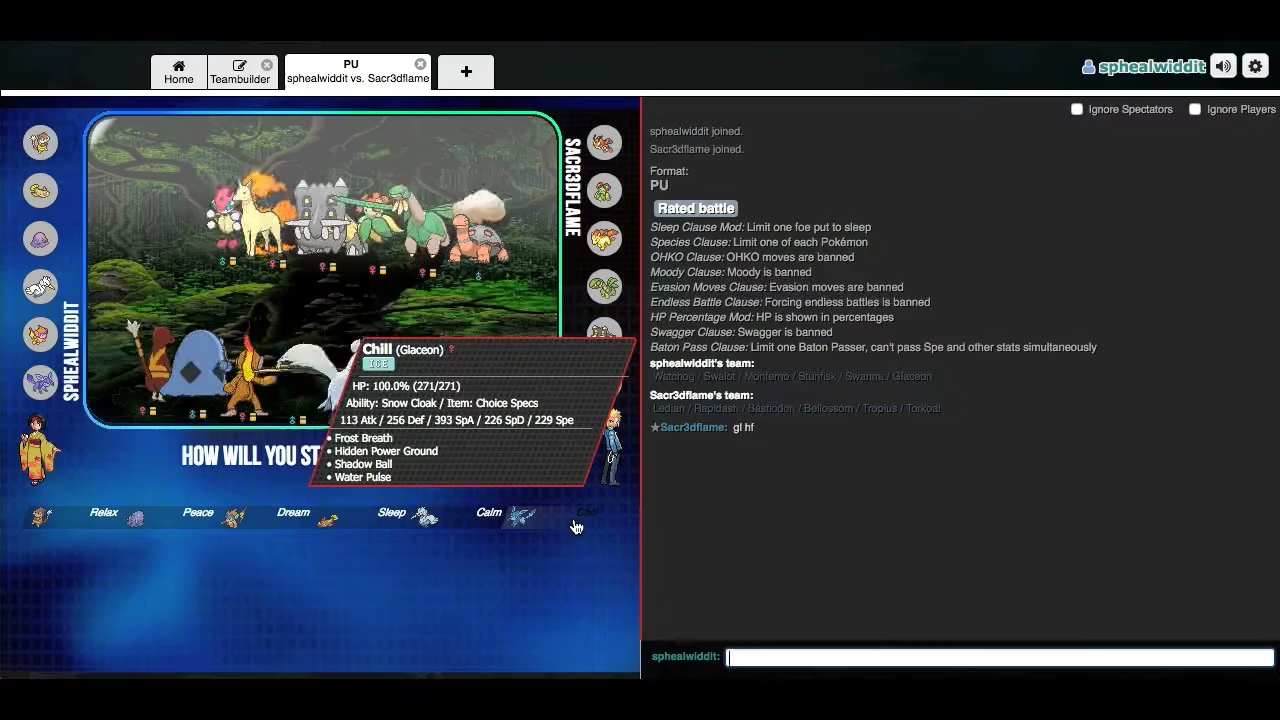 Home
Teambuilder
PU
sphealwiddit vs. Sacr3dflame
+
sphealwiddit
Ignore Spectators
Ignore Players
SACR3DFLAME
SPHEALWIDDIT
Chill (Glaceon) ♀
ICE
HP: 100.0% (271/271)
Ability: Snow Cloak / Item: Choice Specs
113 Atk / 256 Def / 393 SpA / 226 SpD / 229 Spe
• Frost Breath
• Hidden Power Ground
• Shadow Ball
• Water Pulse
HOW WILL YOU ST
Relax
Peace
Dream
Sleep
Calm
Chill
sphealwiddit joined.
Sacr3dflame joined.
Format:
PU
Rated battle
Sleep Clause Mod: Limit one foe put to sleep
Species Clause: Limit one of each Pokémon
OHKO Clause: OHKO moves are banned
Moody Clause: Moody is banned
Evasion Moves Clause: Evasion moves are banned
Endless Battle Clause: Forcing endless battles is banned
HP Percentage Mod: HP is shown in percentages
Swagger Clause: Swagger is banned
Baton Pass Clause: Limit one Baton Passer, can't pass Spe and other stats simultaneously
sphealwiddit's team:
Watchog / Swalot / Monferno / Stunfisk / Swanna / Glaceon
Sacr3dflame's team:
Ledian / Rapidash / Bastiodon / Bellossom / Tropius / Torkoal
★Sacr3dflame: gl hf
sphealwiddit: